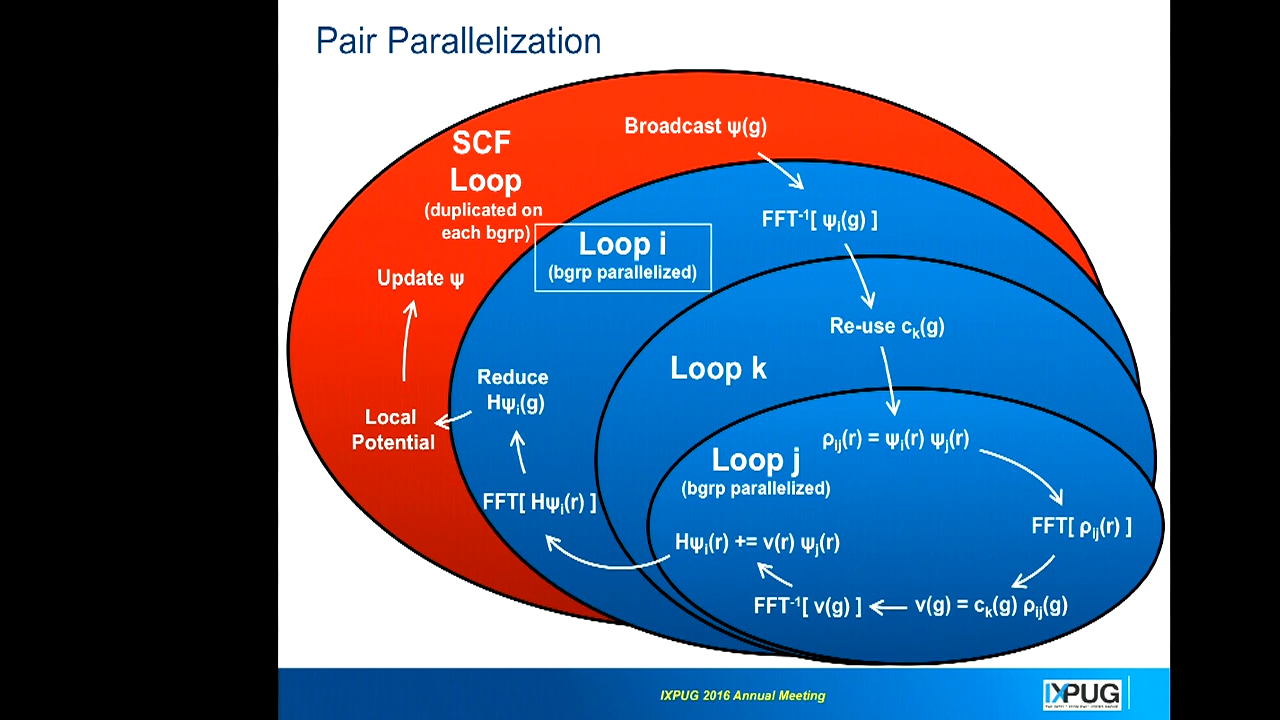 Pair Parallelization
Broadcast ψ(g)
SCF
Loop
(duplicated on
each bgrp)
FFT⁻¹[ ψᵢ(g) ]
Loop i
(bgrp parallelized)
Update ψ
Re-use cₖ(g)
Loop k
Reduce
Hψᵢ(g)
Local
Potential
ρᵢⱼ(r) = ψᵢ(r) ψⱼ(r)
Loop j
(bgrp parallelized)
FFT[ Hψᵢ(r) ]
FFT[ ρᵢⱼ(r) ]
Hψᵢ(r) += v(r) ψⱼ(r)
FFT⁻¹[ v(g) ]
v(g) = cₖ(g) ρᵢⱼ(g)
IXPUG 2016 Annual Meeting
IXPUG